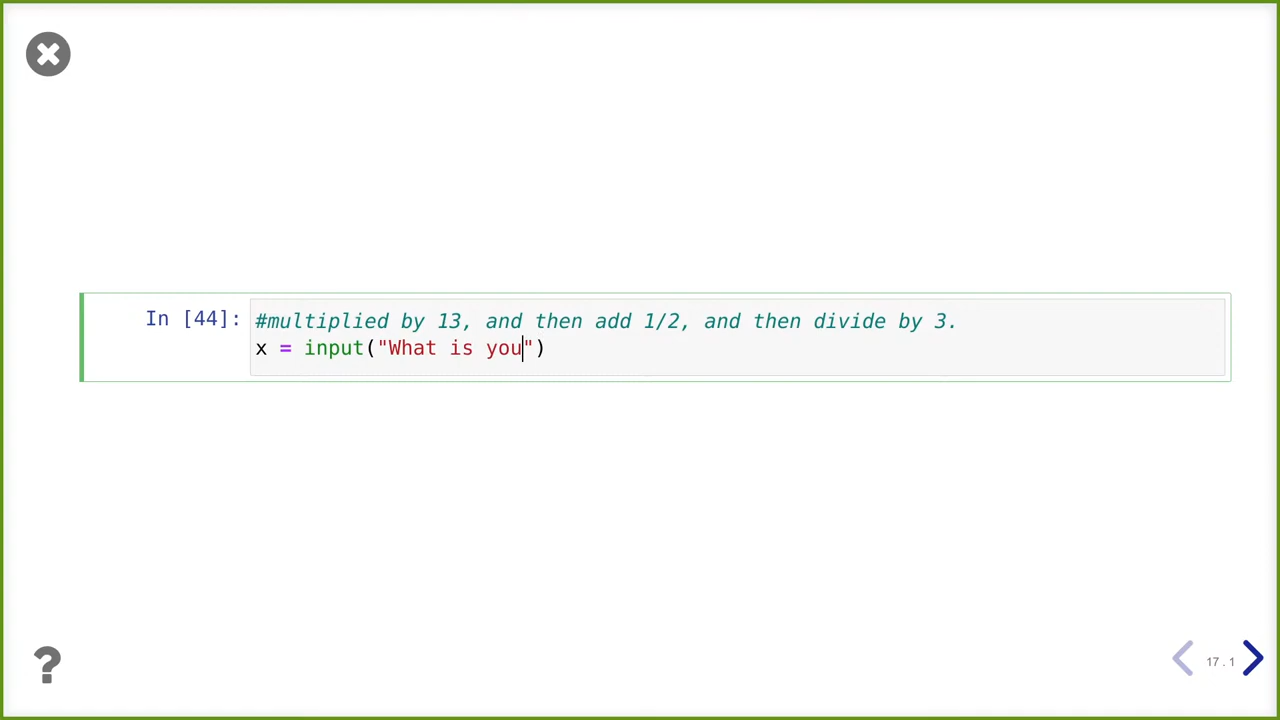 In [44]:
#multiplied by 13, and then add 1/2, and then divide by 3.
x = input("What is you")
?
17 . 1